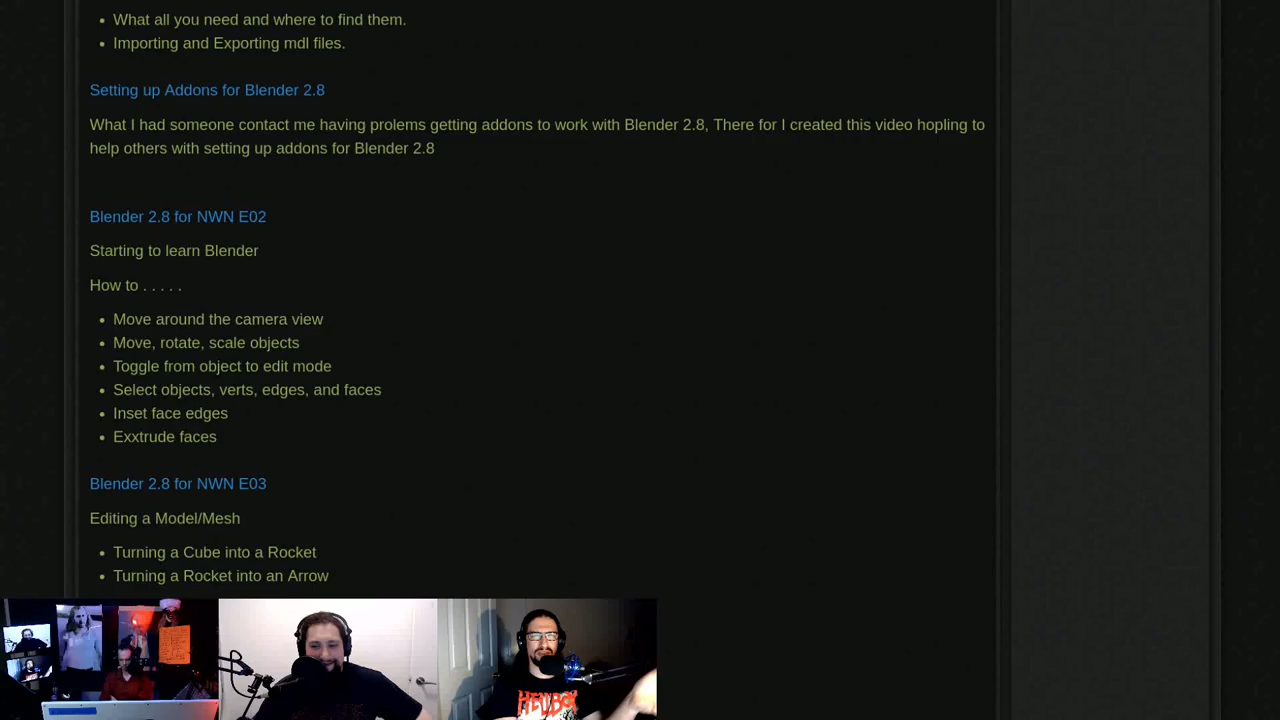 What all you need and where to find them.
Importing and Exporting mdl files.
Setting up Addons for Blender 2.8
What I had someone contact me having prolems getting addons to work with Blender 2.8, There for I created this video hopling to
help others with setting up addons for Blender 2.8
Blender 2.8 for NWN E02
Starting to learn Blender
How to . . . . .
Move around the camera view
Move, rotate, scale objects
Toggle from object to edit mode
Select objects, verts, edges, and faces
Inset face edges
Exxtrude faces
Blender 2.8 for NWN E03
Editing a Model/Mesh
Turning a Cube into a Rocket
Turning a Rocket into an Arrow
HELLBOY